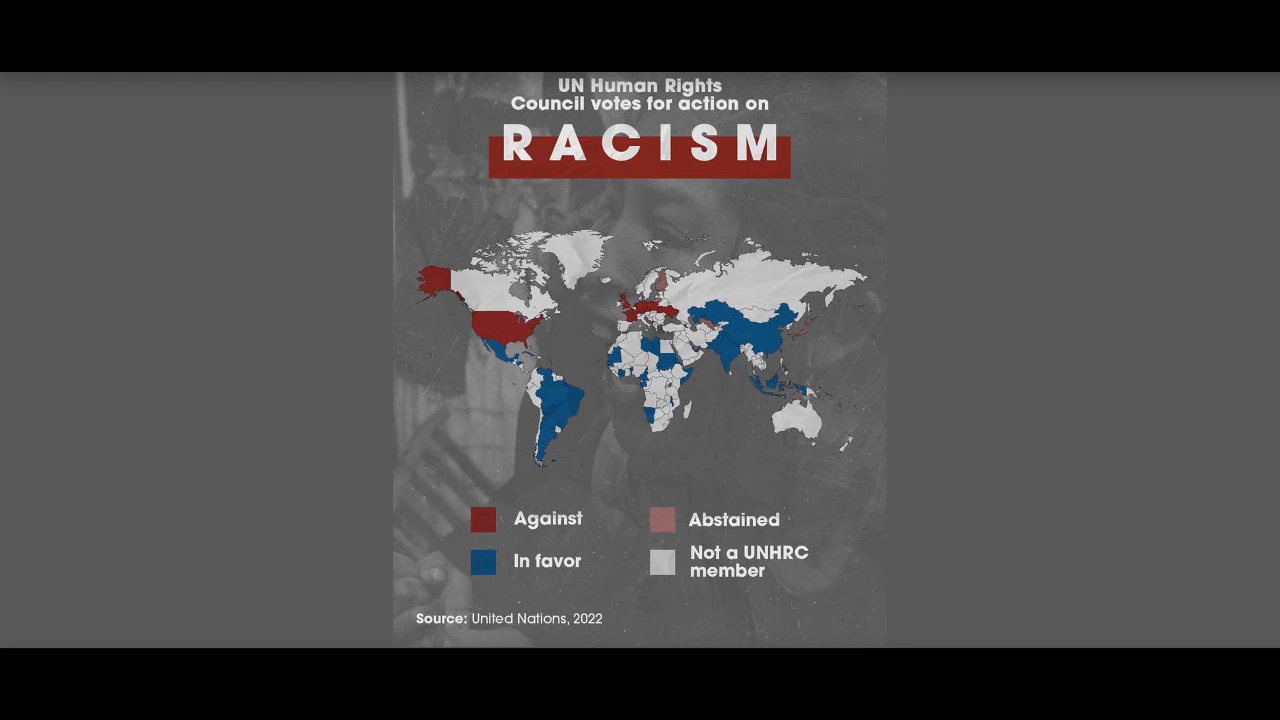 UN Human Rights
Council votes for action on
RACISM
Against
Abstained
In favor
Not a UNHRC
member
Source: United Nations, 2022